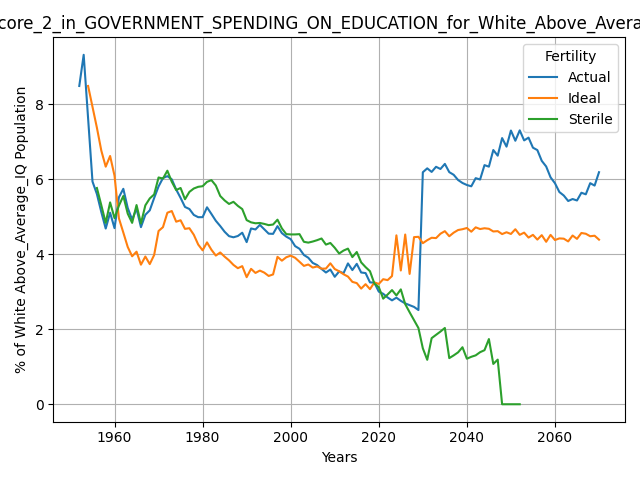 core_2_in_GOVERNMENT_SPENDING_ON_EDUCATION_for_White_Above_Avera
Fertility
Actual
Ideal
Sterile
% of White Above_Average_IQ Population
8
6
4
2
0
1960 1980 2000 2020 2040 2060
Years